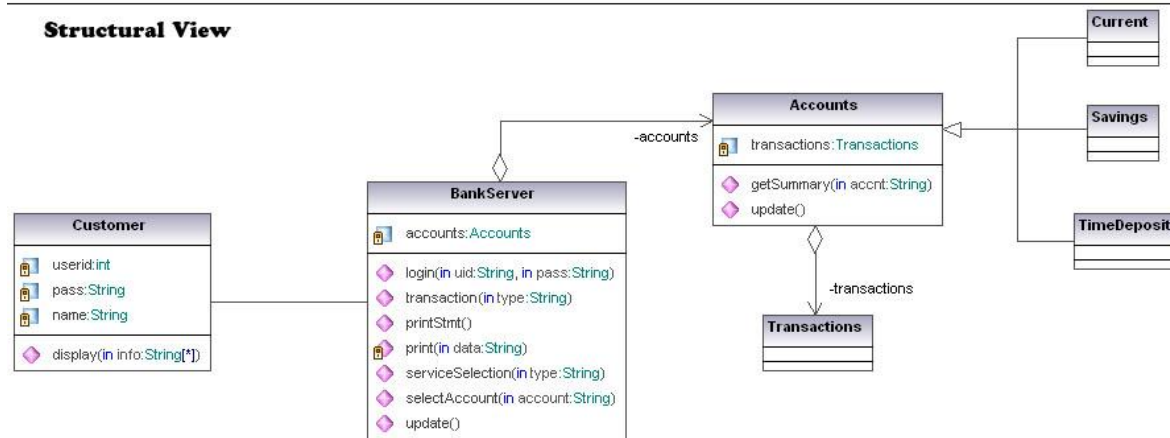 Structural View
Customer
userid:int
pass:String
name:String
display(in info:String[*])
BankServer
accounts:Accounts
login(in uid:String, in pass:String)
transaction(in type:String)
printStmt()
print(in data:String)
serviceSelection(in type:String)
selectAccount(in account:String)
update()
-accounts
Accounts
transactions:Transactions
getSummary(in accnt:String)
update()
-transactions
Transactions
Current
Savings
TimeDeposit